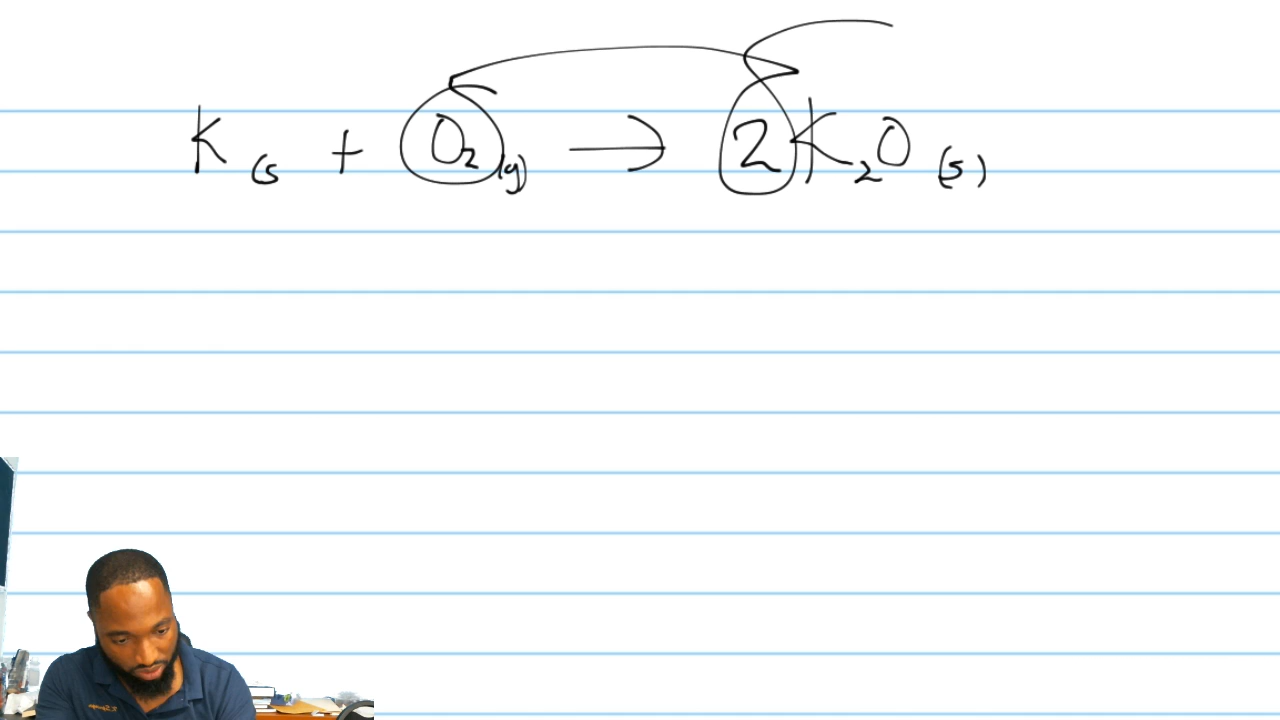 K (s + O₂(g) → 2K₂O (s)